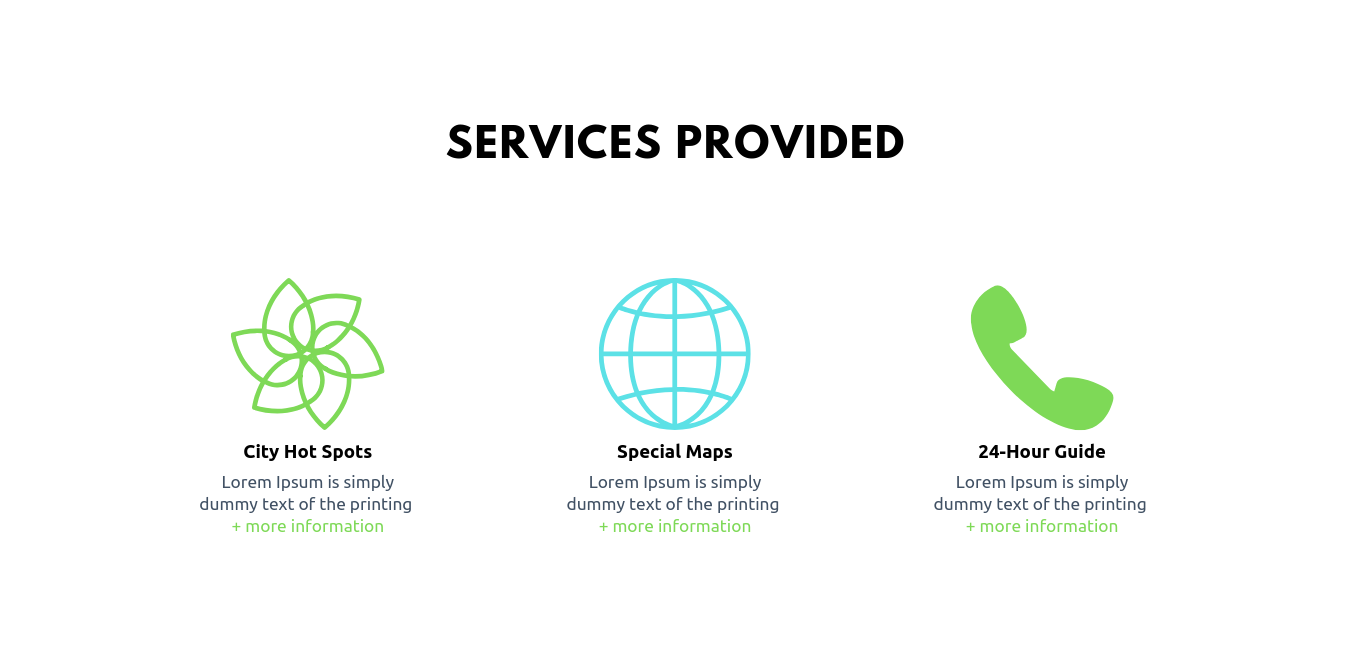 SERVICES PROVIDED
City Hot Spots
Lorem Ipsum is simply
dummy text of the printing
+ more information
Special Maps
Lorem Ipsum is simply
dummy text of the printing
+ more information
24-Hour Guide
Lorem Ipsum is simply
dummy text of the printing
+ more information